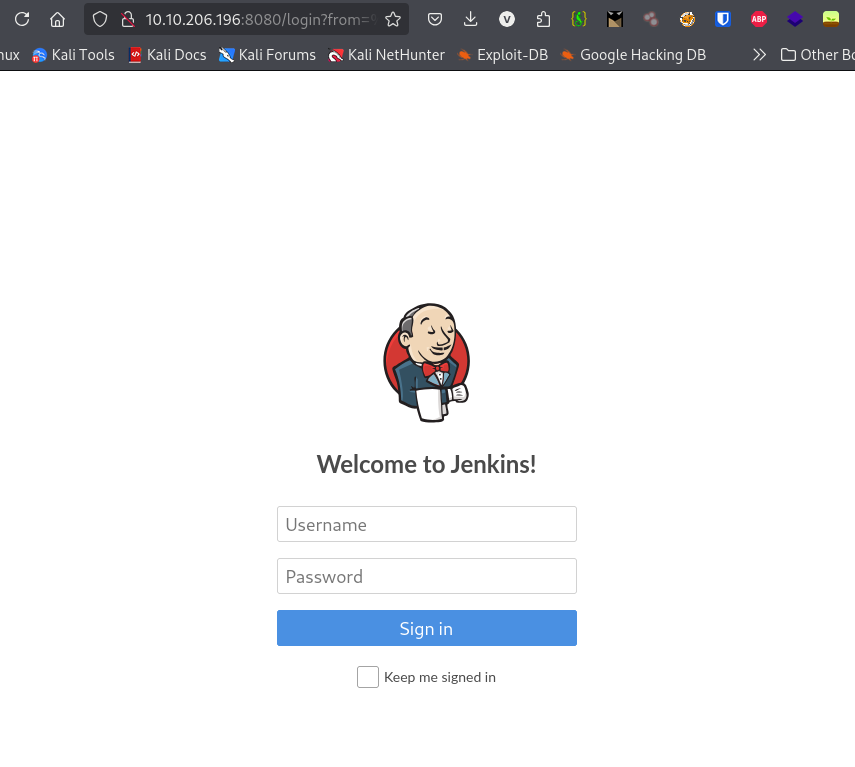 10.10.206.196:8080/login?from=
nux Kali Tools Kali Docs Kali Forums Kali NetHunter Exploit-DB Google Hacking DB Other Bo
Welcome to Jenkins!
Username
Password
Sign in
Keep me signed in